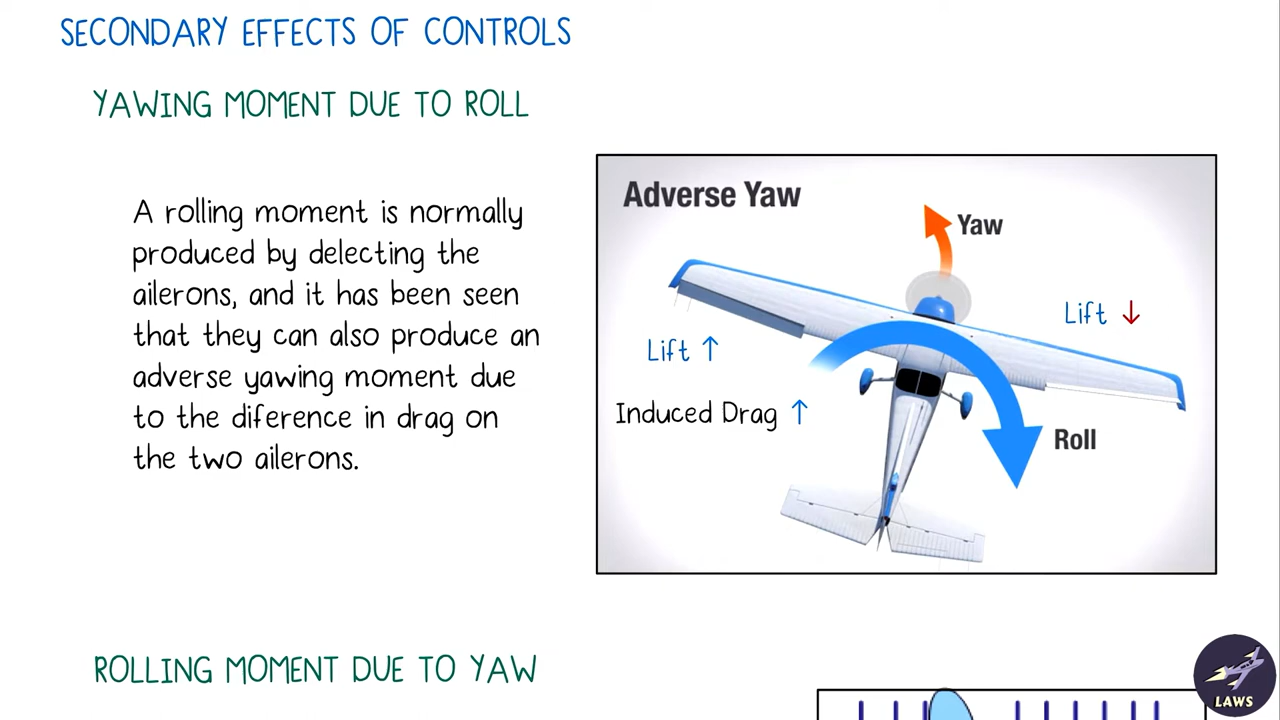 SECONDARY EFFECTS OF CONTROLS
YAWING MOMENT DUE TO ROLL
A rolling moment is normally
produced by delecting the
ailerons, and it has been seen
that they can also produce an
adverse yawing moment due
to the diference in drag on
the two ailerons.
Adverse Yaw
Yaw
Lift ↓
Lift ↑
Induced Drag ↑
Roll
ROLLING MOMENT DUE TO YAW
LAWS